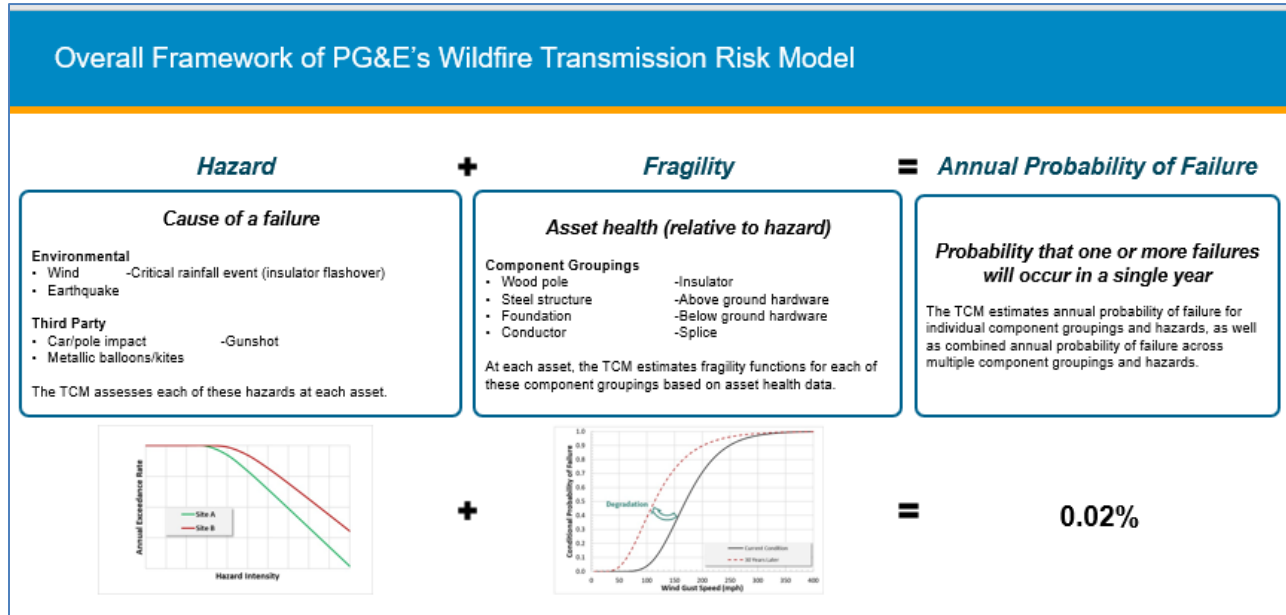 Overall Framework of PG&E's Wildfire Transmission Risk Model
Hazard + Fragility = Annual Probability of Failure
Cause of a failure
Environmental
• Wind -Critical rainfall event (insulator flashover)
• Earthquake
Third Party
• Car/pole impact -Gunshot
• Metallic balloons/kites
The TCM assesses each of these hazards at each asset.
Asset health (relative to hazard)
Component Groupings
• Wood pole -Insulator
• Steel structure -Above ground hardware
• Foundation -Below ground hardware
• Conductor -Splice
At each asset, the TCM estimates fragility functions for each of
these component groupings based on asset health data.
Probability that one or more failures
will occur in a single year
The TCM estimates annual probability of failure for
individual component groupings and hazards, as well
as combined annual probability of failure across
multiple component groupings and hazards.
Annual Exceedance Rate
Site A
Site B
Hazard Intensity
+
Conditional Probability of Failure
1.0
0.9
0.8
0.7
0.6
0.5
0.4
0.3
0.2
0.1
0.0
Degradation
Current Condition
30 Years Later
0 50 100 150 200 250 300 350 400
Wind Gust Speed (mph)
=
0.02%